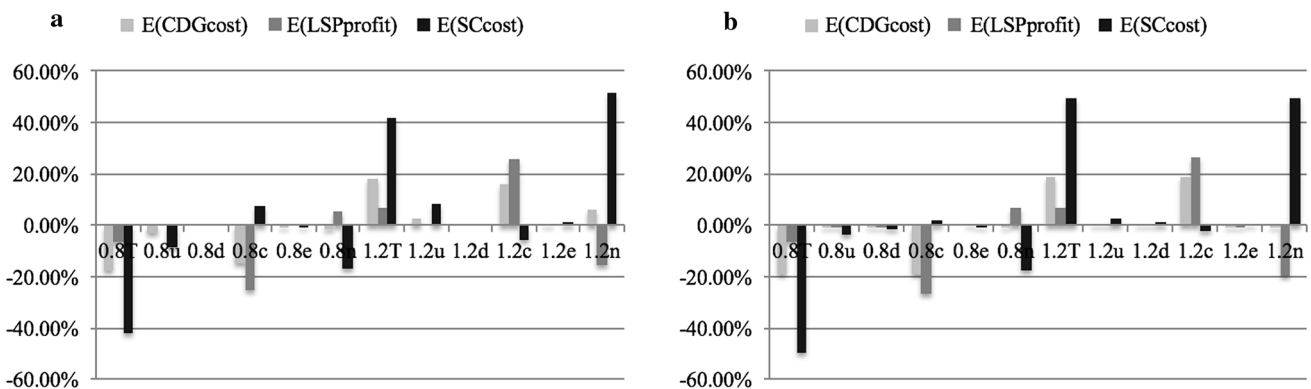 a
E(CDGcost) E(LSPprofit) E(SCcost)
60.00%
40.00%
20.00%
0.00%
0.8T 0.8u 0.8d 0.8c 0.8e 0.8n 1.2T 1.2u 1.2d 1.2c 1.2e 1.2n
-20.00%
-40.00%
-60.00%
b
E(CDGcost) E(LSPprofit) E(SCcost)
60.00%
40.00%
20.00%
0.00%
0.8T 0.8u 0.8d 0.8c 0.8e 0.8n 1.2T 1.2u 1.2d 1.2c 1.2e 1.2n
-20.00%
-40.00%
-60.00%